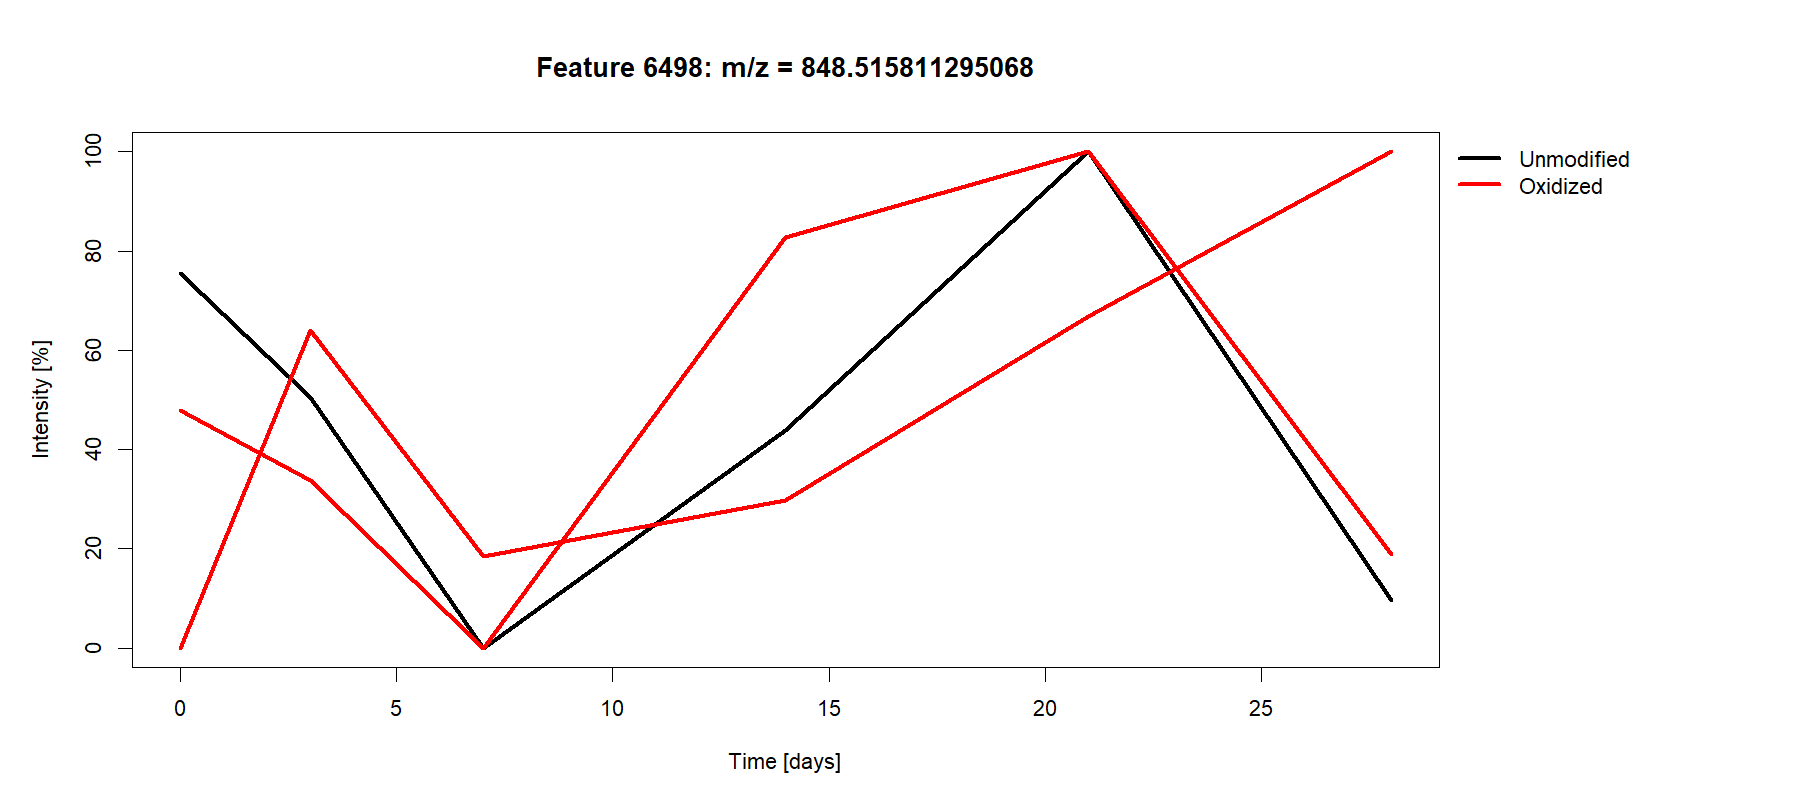 Feature 6498: m/z = 848.515811295068
Unmodified
Oxidized
Intensity [%]
100
80
60
40
20
0
0 5 10 15 20 25
Time [days]